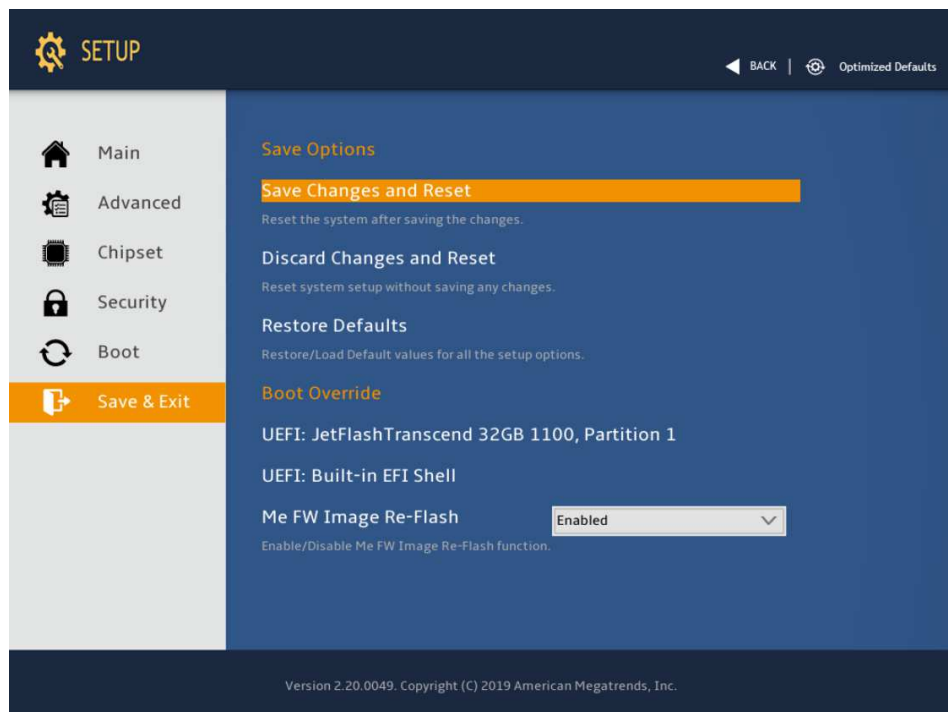 SETUP
BACK | Optimized Defaults
Main
Advanced
Chipset
Security
Boot
Save & Exit
Save Options
Save Changes and Reset
Reset the system after saving the changes.
Discard Changes and Reset
Reset system setup without saving any changes.
Restore Defaults
Restore/Load Default values for all the setup options.
Boot Override
UEFI: JetFlashTranscend 32GB 1100, Partition 1
UEFI: Built-in EFI Shell
Me FW Image Re-Flash Enabled
Enable/Disable Me FW Image Re-Flash function.
Version 2.20.0049. Copyright (C) 2019 American Megatrends, Inc.